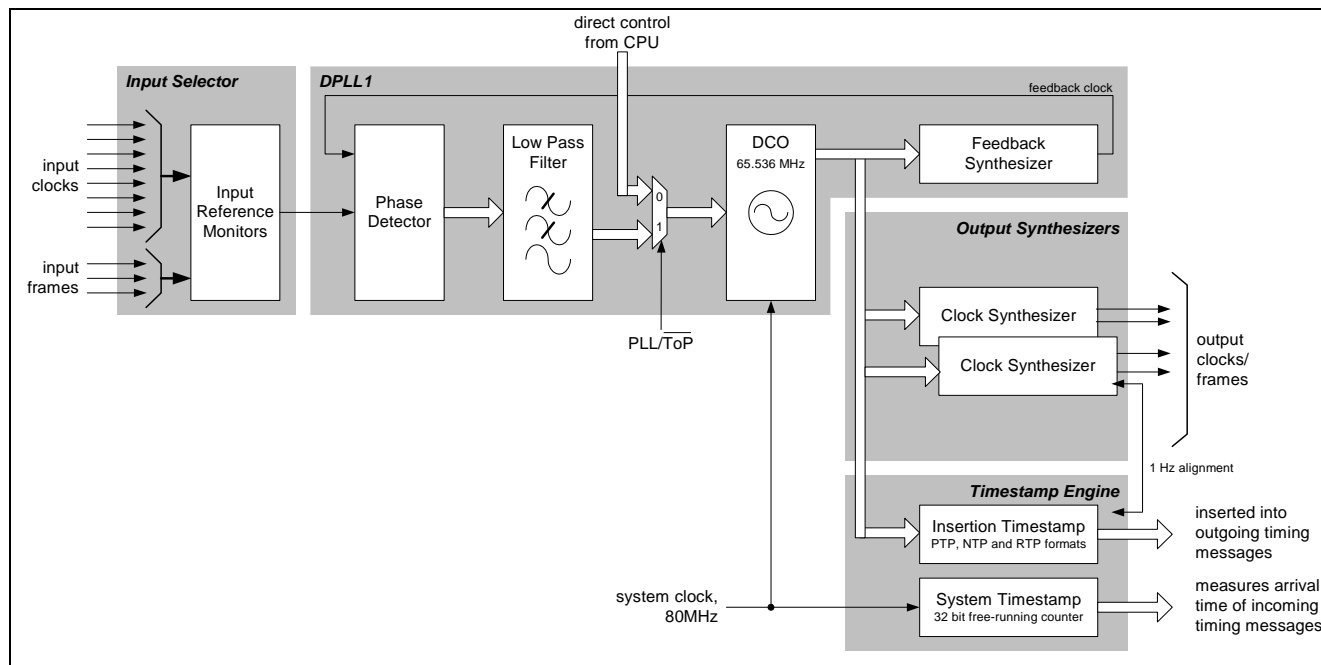 direct control
from CPU
Input Selector
DPLL1
feedback clock
input
clocks
Input
Reference
Monitors
input
frames
Phase
Detector
Low Pass
Filter
0
1
PLL/ToP
DCO
65.536 MHz
Feedback
Synthesizer
Output Synthesizers
Clock Synthesizer
Clock Synthesizer
output
clocks/
frames
1 Hz alignment
Timestamp Engine
Insertion Timestamp
PTP, NTP and RTP formats
inserted into
outgoing timing
messages
system clock,
80MHz
System Timestamp
32 bit free-running counter
measures arrival
time of incoming
timing messages